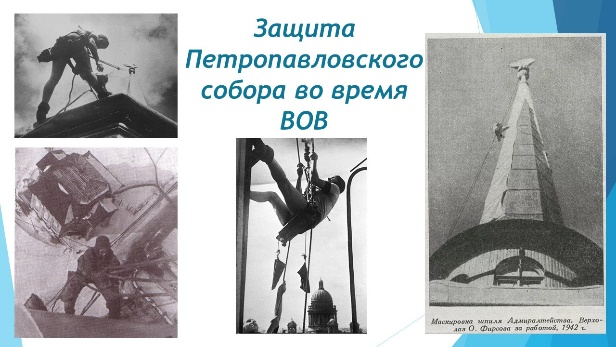 Защита
Петропавловского
собора во время
ВОВ
Маскировка шпиля Адмиралтейства. Верхо-
лаз О. Фирсова за работой, 1942 г.